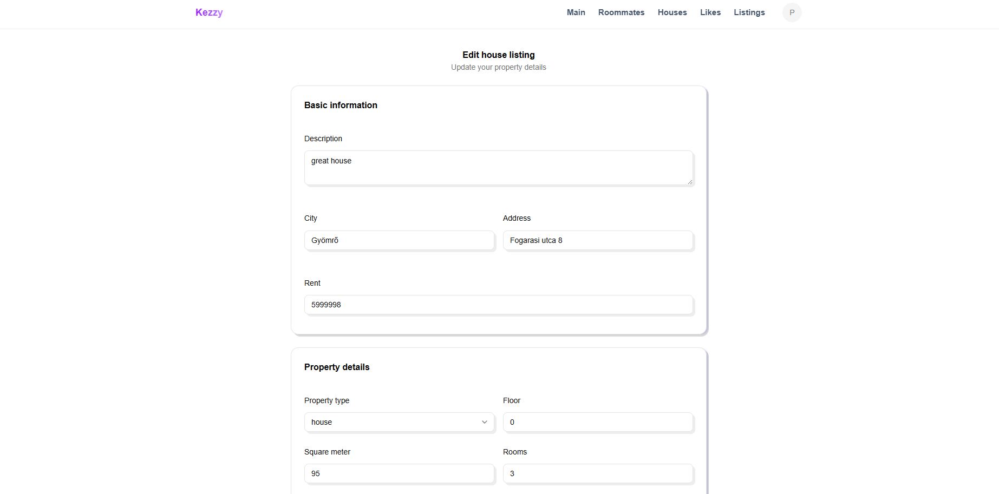 Kezzy Main Roommates Houses Likes Listings P
Edit house listing
Update your property details
Basic information
Description
great house
City Address
Gyömrő Fogarasi utca 8
Rent
5999998
Property details
Property type Floor
house 0
Square meter Rooms
95 3